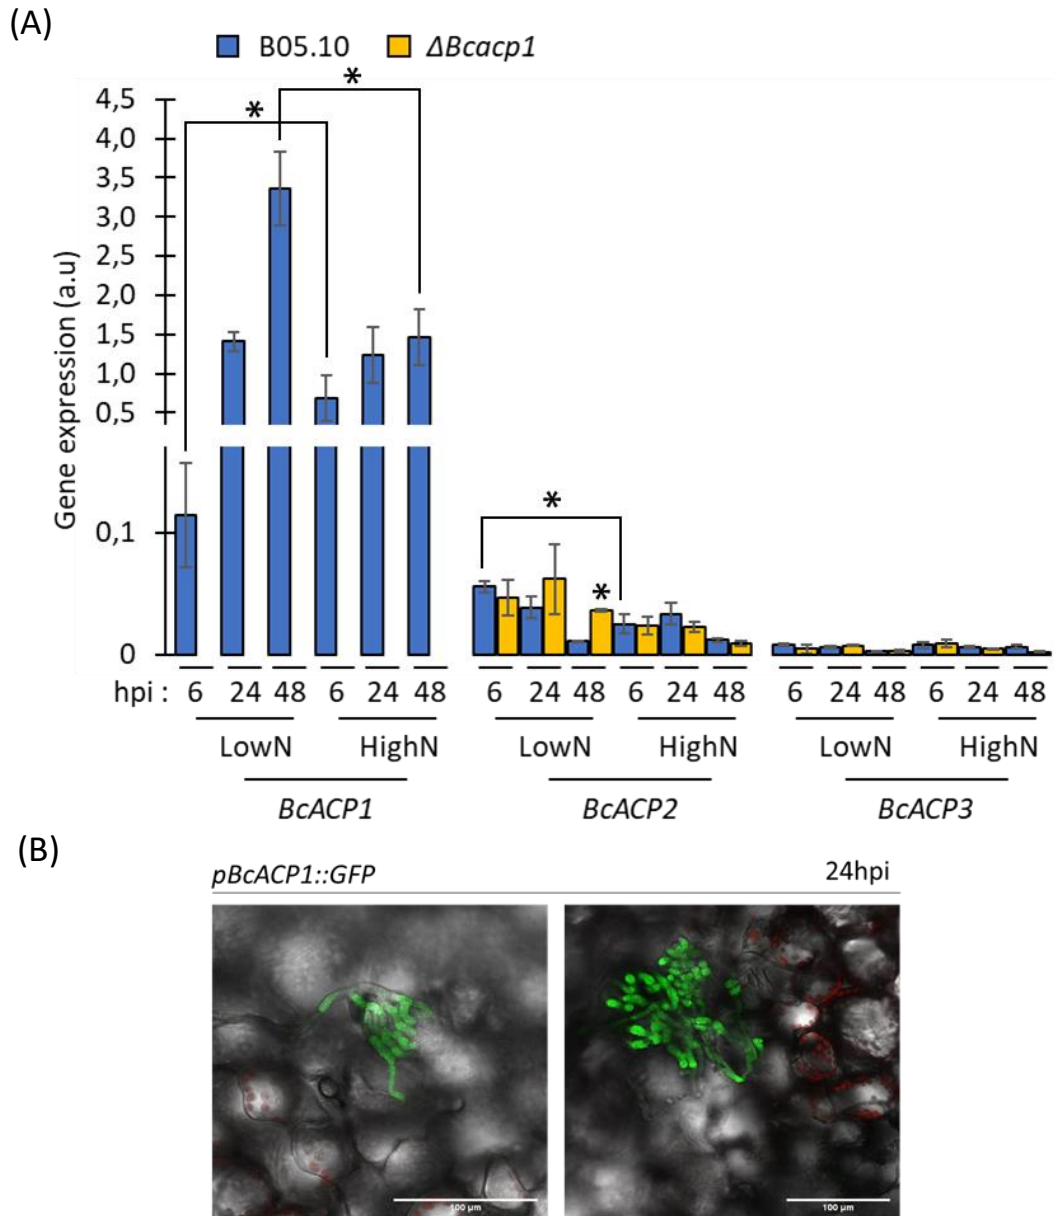 (A)
B05.10 ΔBcacp1
* *
4,5
4,0
3,5
3,0
2,5
2,0
1,5
1,0
0,5
0,1
0
Gene expression (a.u)
* *
hpi : 6 24 48 6 24 48 6 24 48 6 24 48 6 24 48 6 24 48
LowN HighN LowN HighN LowN HighN
BcACP1 BcACP2 BcACP3
(B)
pBcACP1::GFP 24hpi
100 µm 100 µm